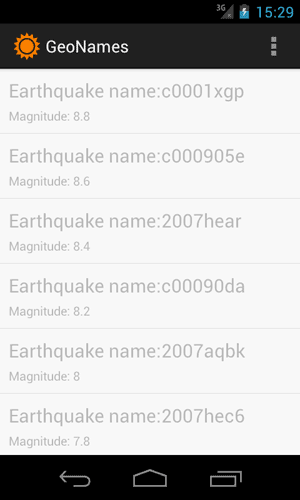 3G 15:29
GeoNames
Earthquake name:c0001xgp
Magnitude: 8.8
Earthquake name:c000905e
Magnitude: 8.6
Earthquake name:2007hear
Magnitude: 8.4
Earthquake name:c00090da
Magnitude: 8.2
Earthquake name:2007aqbk
Magnitude: 8
Earthquake name:2007hec6
Magnitude: 7.8